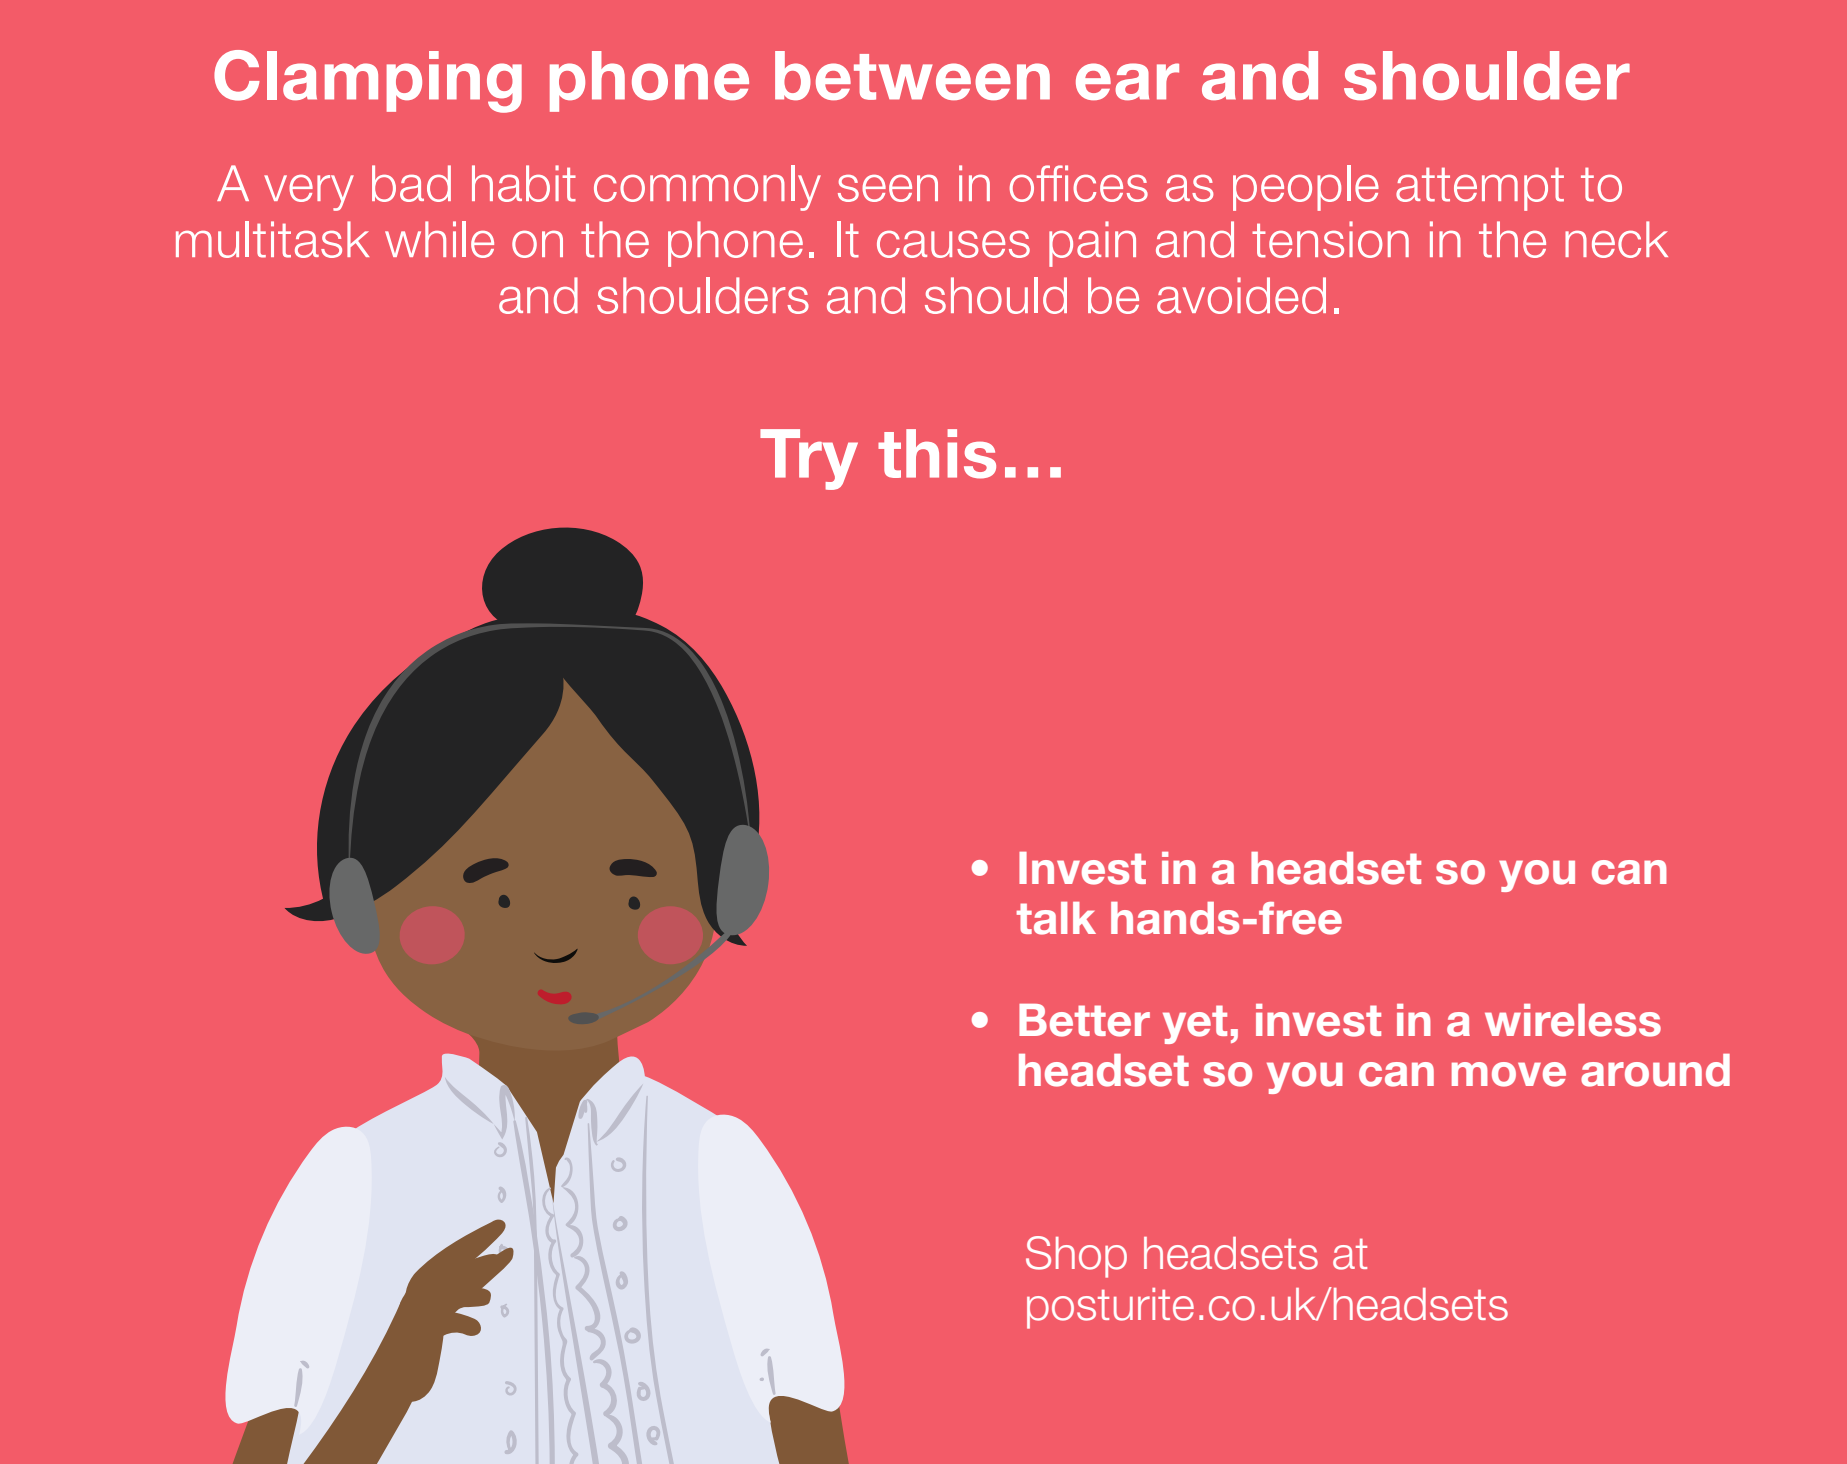 Clamping phone between ear and shoulder
A very bad habit commonly seen in offices as people attempt to
multitask while on the phone. It causes pain and tension in the neck
and shoulders and should be avoided.
Try this…
• Invest in a headset so you can
talk hands-free
• Better yet, invest in a wireless
headset so you can move around
Shop headsets at
posturite.co.uk/headsets